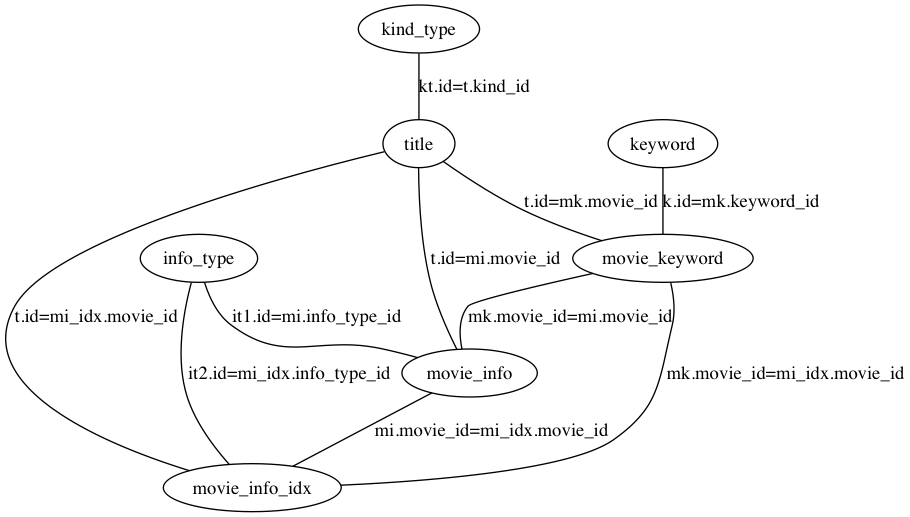 kind_type
kt.id=t.kind_id
title
keyword
t.id=mk.movie_id
k.id=mk.keyword_id
info_type
t.id=mi.movie_id
movie_keyword
t.id=mi_idx.movie_id
it1.id=mi.info_type_id
mk.movie_id=mi.movie_id
it2.id=mi_idx.info_type_id
movie_info
mk.movie_id=mi_idx.movie_id
mi.movie_id=mi_idx.movie_id
movie_info_idx